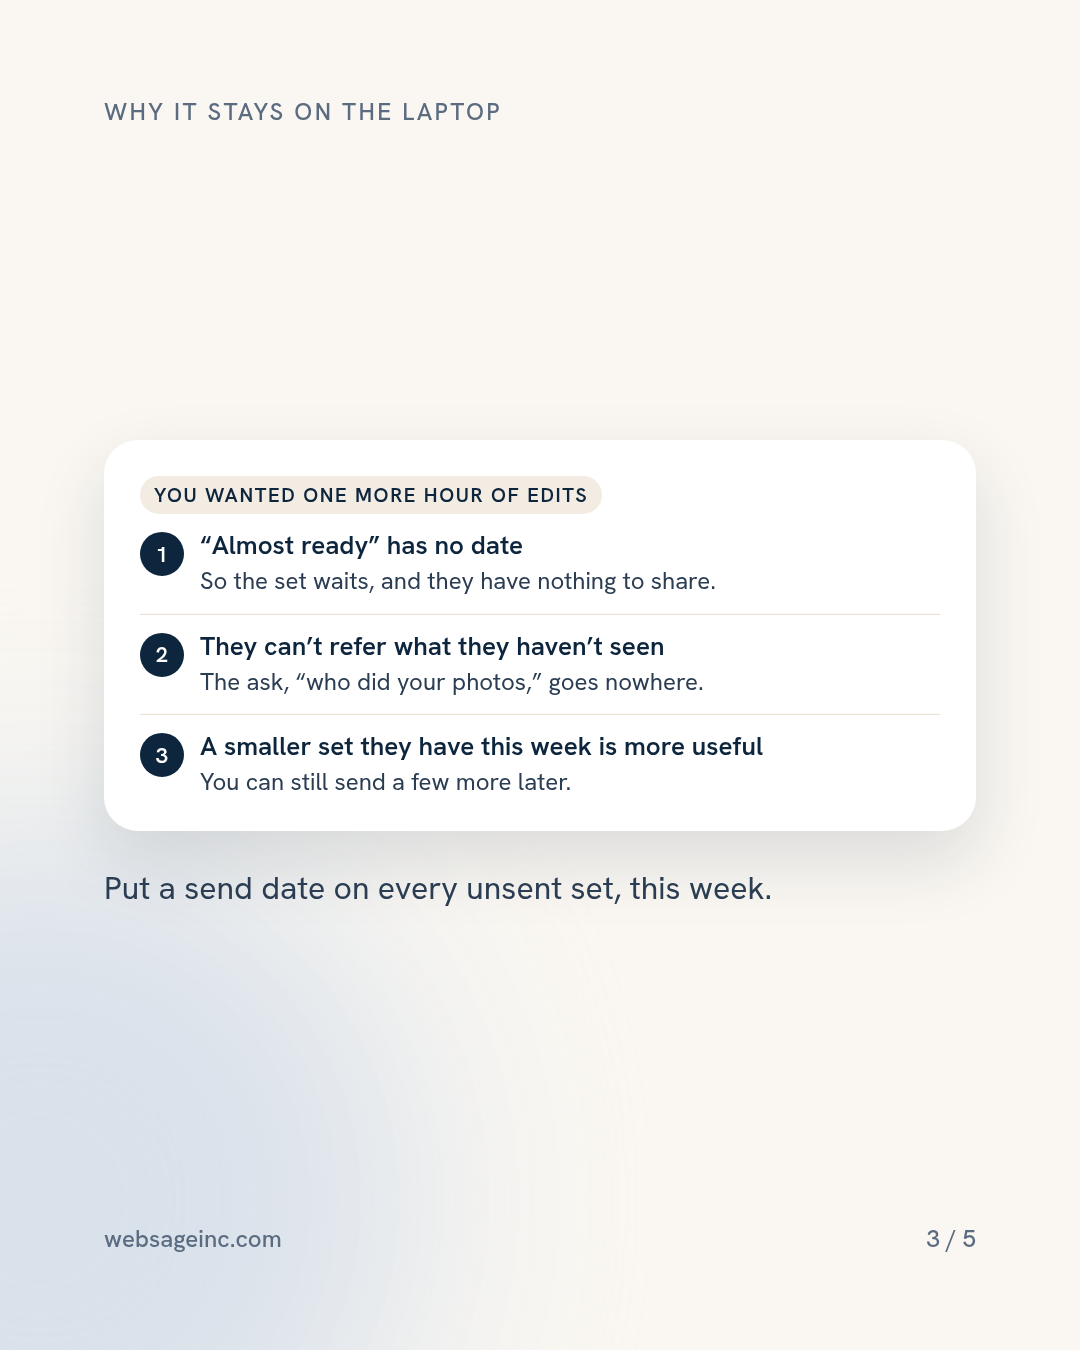 WHY IT STAYS ON THE LAPTOP
YOU WANTED ONE MORE HOUR OF EDITS
1
“Almost ready” has no date
So the set waits, and they have nothing to share.
2
They can’t refer what they haven’t seen
The ask, “who did your photos,” goes nowhere.
3
A smaller set they have this week is more useful
You can still send a few more later.
Put a send date on every unsent set, this week.
websageinc.com
3 / 5